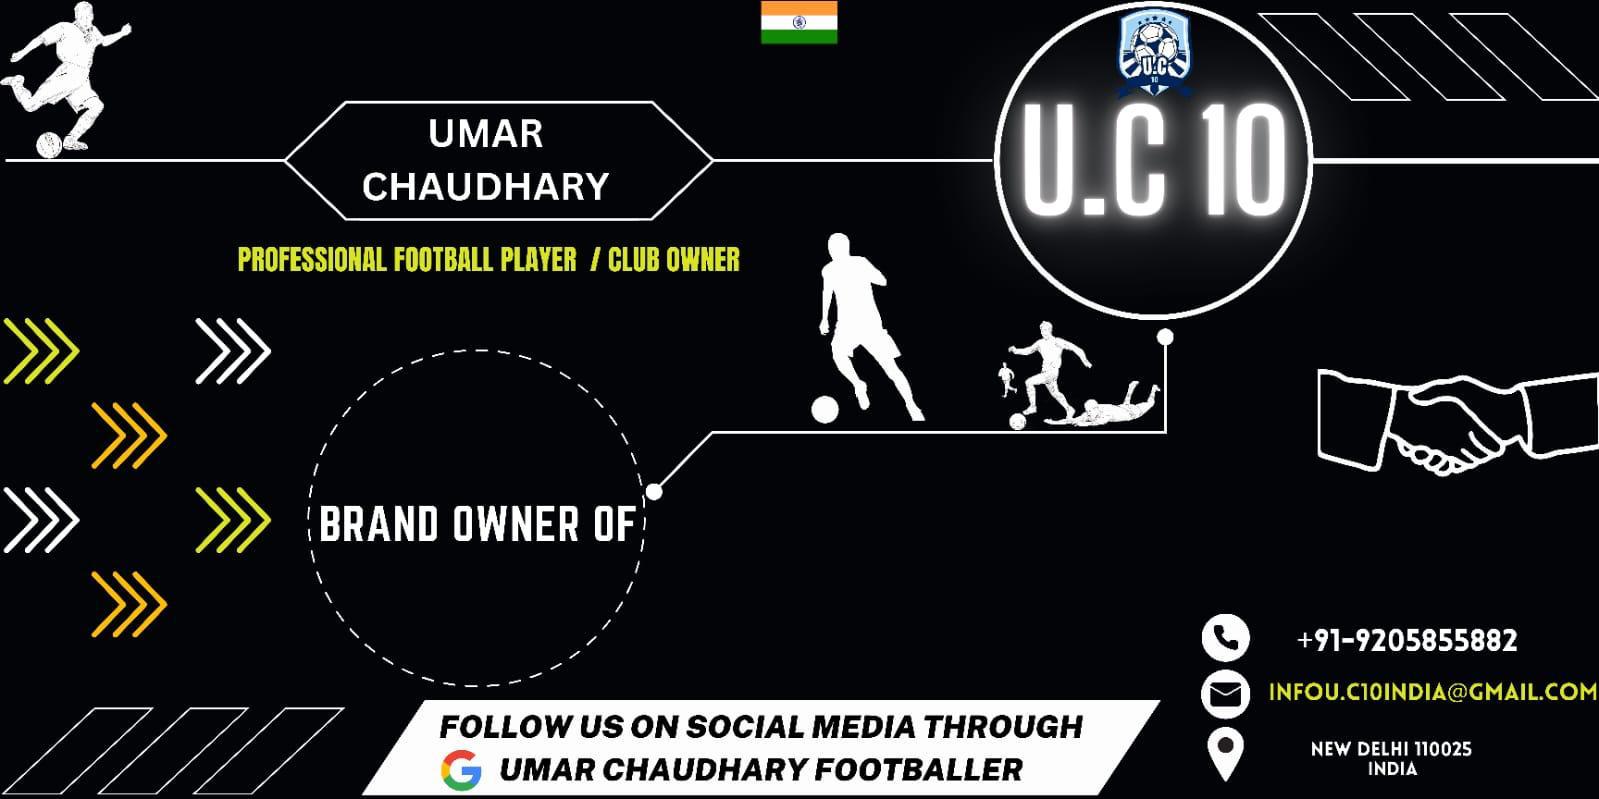 UMAR
CHAUDHARY
PROFESSIONAL FOOTBALL PLAYER / CLUB OWNER
U.C
10
U.C 10
BRAND OWNER OF
FOLLOW US ON SOCIAL MEDIA THROUGH
G UMAR CHAUDHARY FOOTBALLER
+91-9205855882
INFOU.C10INDIA@GMAIL.COM
NEW DELHI 110025
INDIA